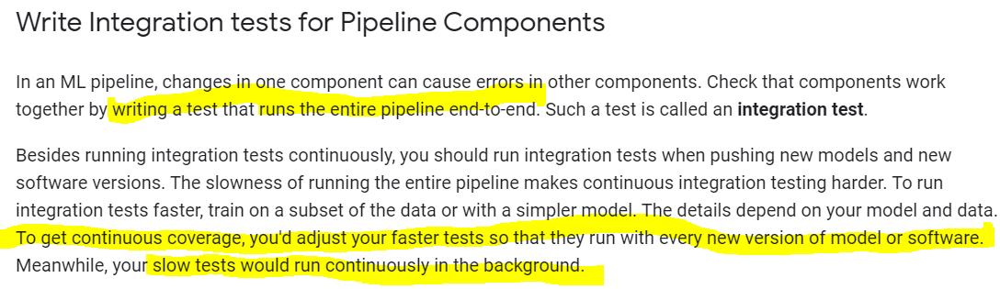 Write Integration tests for Pipeline Components
In an ML pipeline, changes in one component can cause errors in other components. Check that components work
together by writing a test that runs the entire pipeline end-to-end. Such a test is called an integration test.
Besides running integration tests continuously, you should run integration tests when pushing new models and new
software versions. The slowness of running the entire pipeline makes continuous integration testing harder. To run
integration tests faster, train on a subset of the data or with a simpler model. The details depend on your model and data.
To get continuous coverage, you'd adjust your faster tests so that they run with every new version of model or software.
Meanwhile, your slow tests would run continuously in the background.